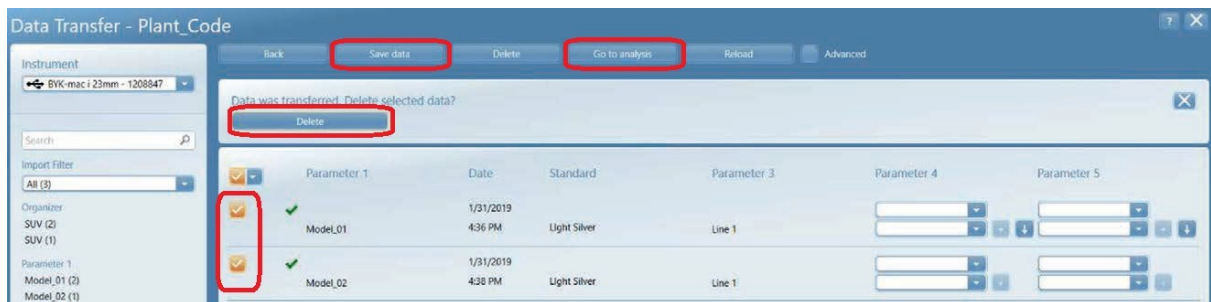 Data Transfer - Plant_Code
?
Back Save data Delete Go to analysis Reload Advanced
Instrument
BYK-mac i 23mm - 1208847
Search
Import Filter
All (3)
Organizer
SUV (2)
SUV (1)
Parameter 1
Model_01 (2)
Model_02 (1)
Data was transferred. Delete selected data?
Delete
Parameter 1 Date Standard Parameter 3 Parameter 4 Parameter 5
1/31/2019
Model_01 4:36 PM Light Silver Line 1
1/31/2019
Model_02 4:38 PM Light Silver Line 1